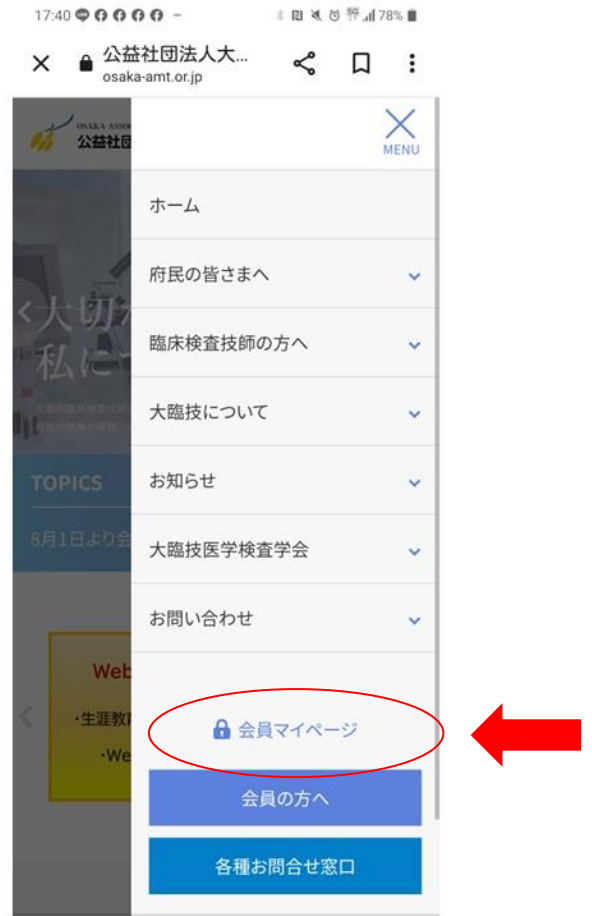 17:40
78%
公益社団法人大...
osaka-amt.or.jp
OSAKA ASSO
公益社団
MENU
ホーム
府民の皆さまへ
臨床検査技師の方へ
大切
私に
大臨技について
TOPICS
お知らせ
8月1日より会
大臨技医学検査学会
お問い合わせ
Web
・生涯教
・We
会員マイページ
会員の方へ
各種お問合せ窓口